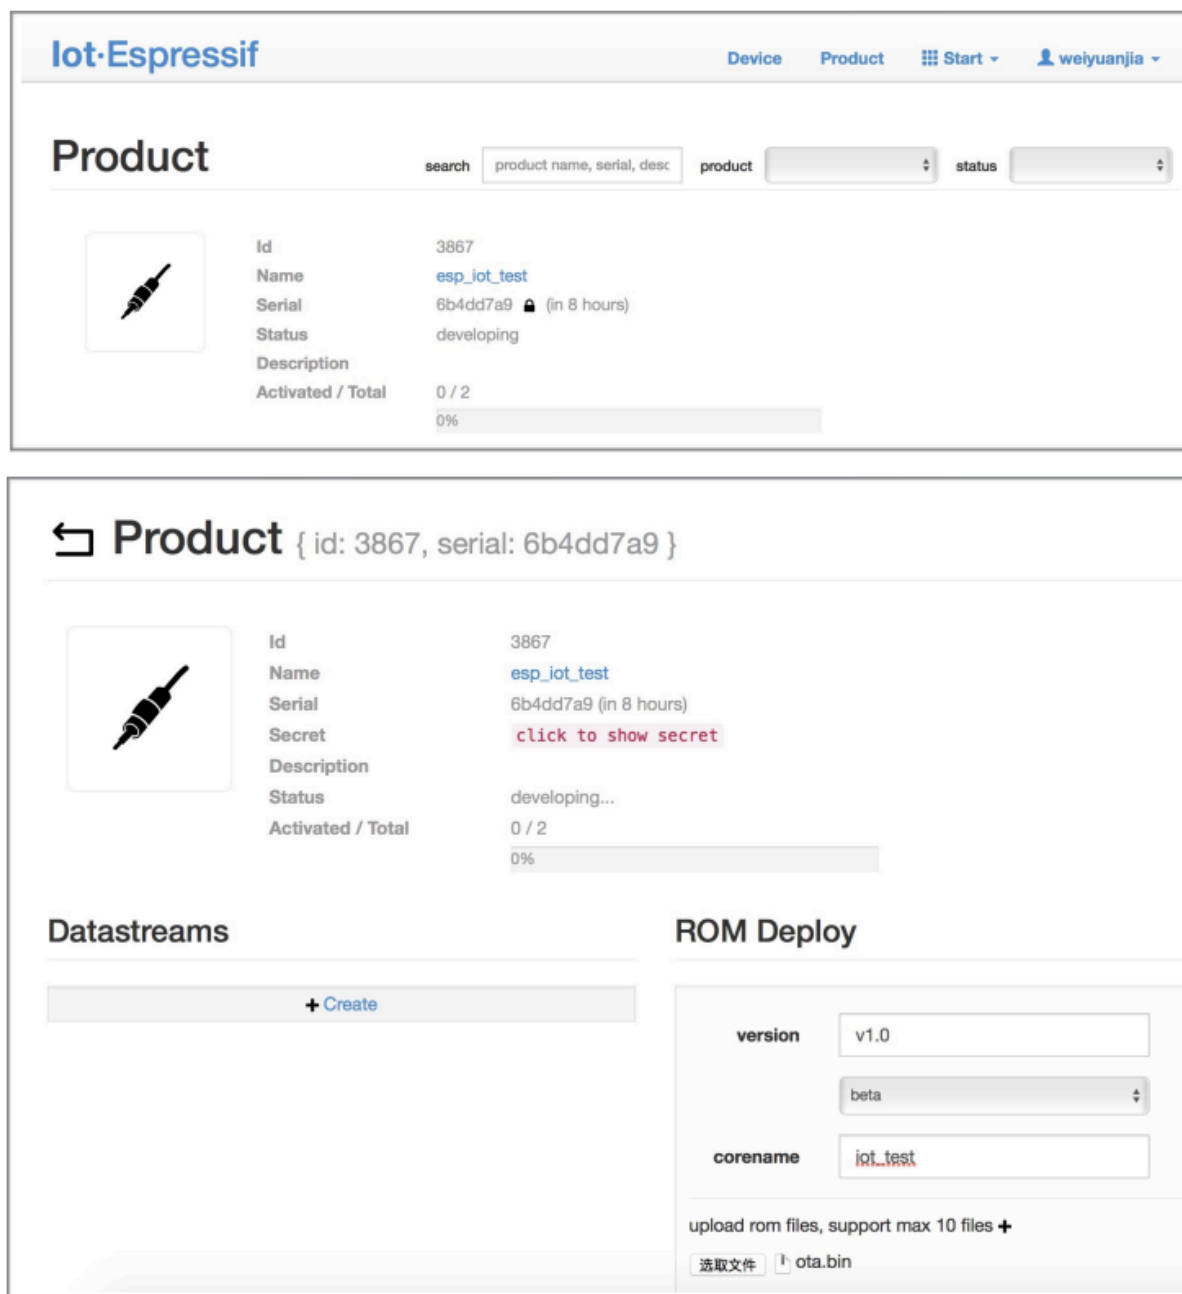 Iot·Espressif Device Product Start weiyuanjia
Product search product name, serial, desc product status
Id 3867
Name esp_iot_test
Serial 6b4dd7a9 (in 8 hours)
Status developing
Description
Activated / Total 0 / 2
0%
Product { id: 3867, serial: 6b4dd7a9 }
Id 3867
Name esp_iot_test
Serial 6b4dd7a9 (in 8 hours)
Secret click to show secret
Description
Status developing...
Activated / Total 0 / 2
0%
Datastreams
+ Create
ROM Deploy
version v1.0
beta
corename iot_test
upload rom files, support max 10 files +
选取文件 ota.bin